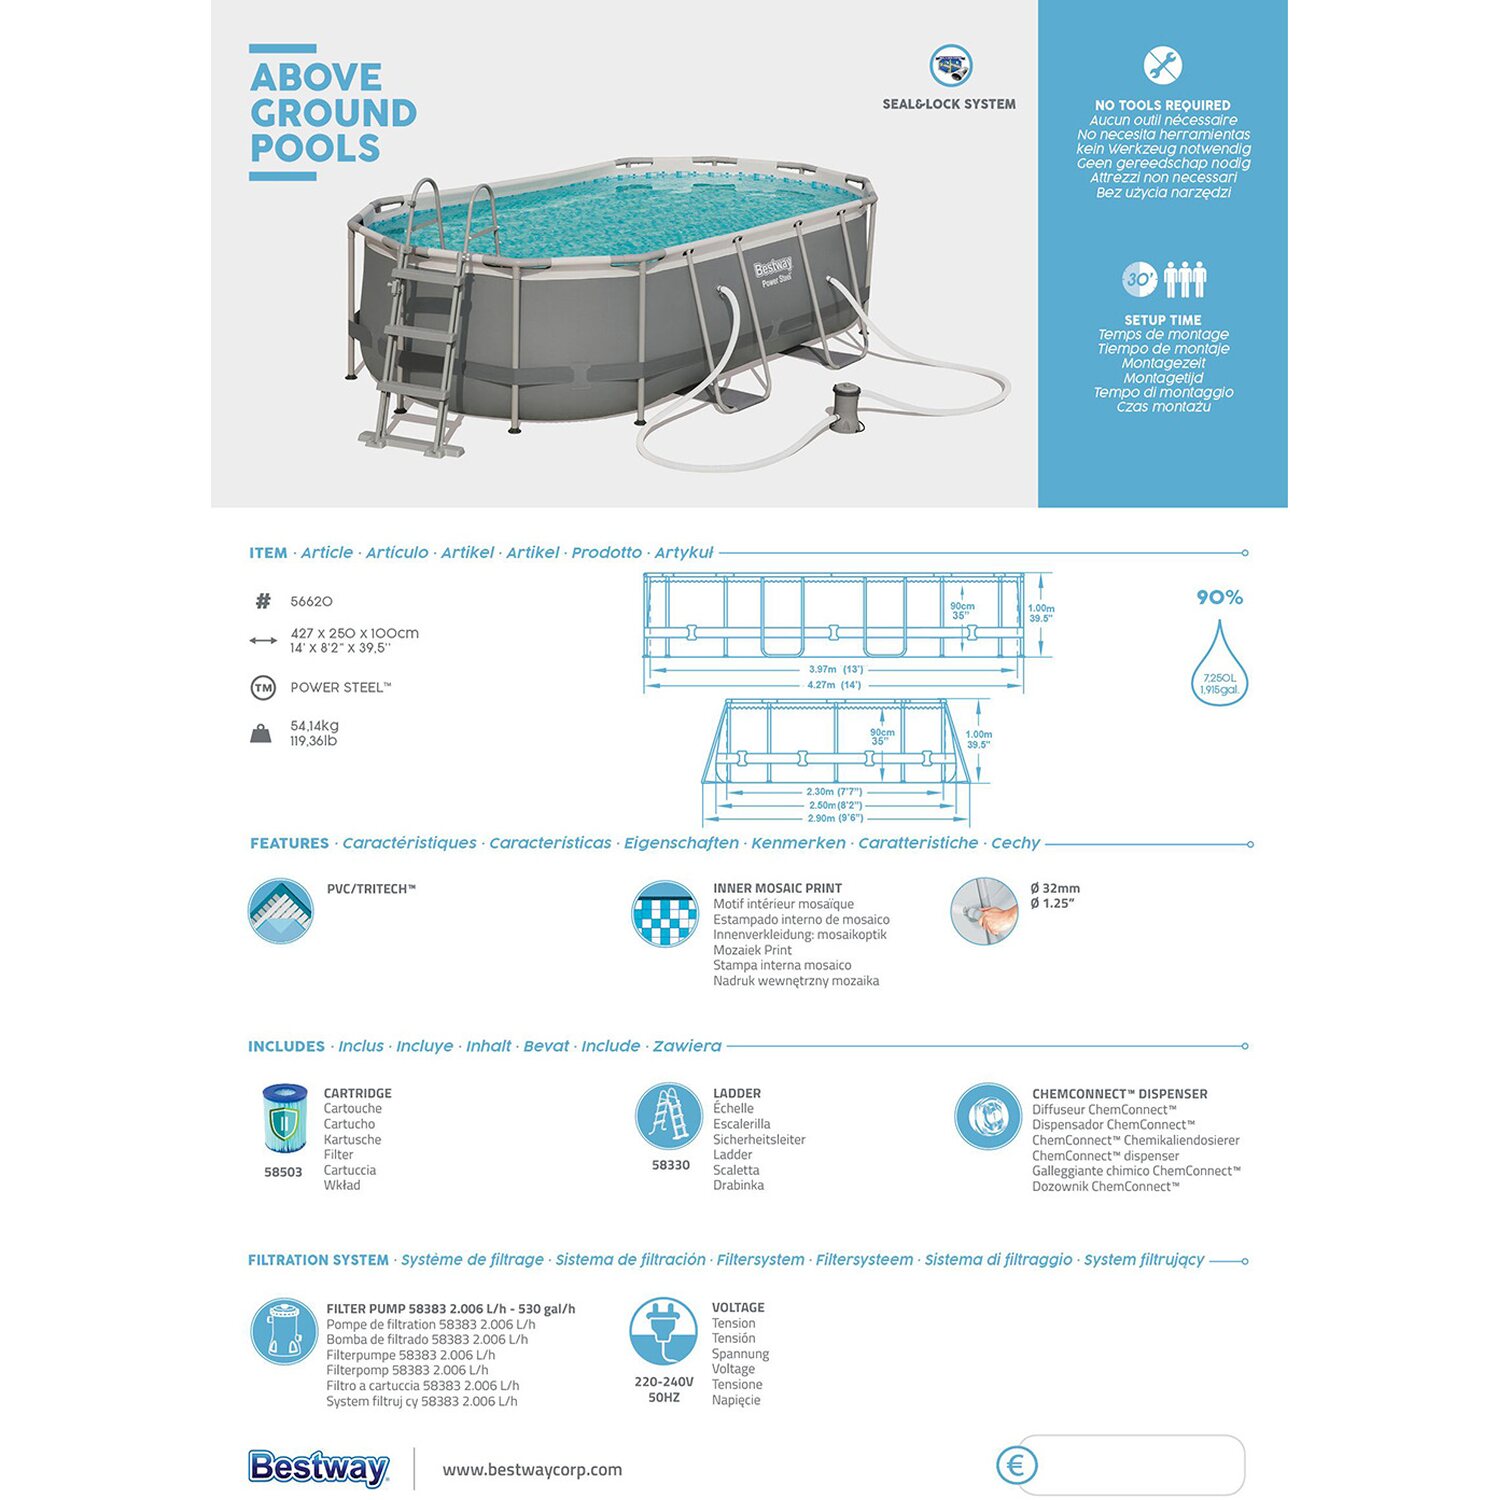 ABOVE
GROUND
POOLS
SEAL&LOCK SYSTEM
Bestway
Power Steel
NO TOOLS REQUIRED
Aucun outil nécessaire
No necesita herramientas
kein Werkzeug notwendig
Geen gereedschap nodig
Attrezzi non necessari
Bez użycia narzędzi
30'
SETUP TIME
Temps de montage
Tiempo de montaje
Montagezeit
Montagetijd
Tempo di montaggio
Czas montażu
ITEM · Article · Artículo · Artikel · Artikel · Prodotto · Artykuł
# 56620
427 x 250 x 100cm
14' x 8'2" x 39,5''
TM POWER STEEL™
54,14kg
119,36lb
90cm
35"
1.00m
39.5"
3.97m (13')
4.27m (14')
90cm
35"
1.00m
39.5"
2.30m (7'7")
2.50m (8'2")
2.90m (9'6")
90%
7,250L
1,915gal.
FEATURES · Caractéristiques · Características · Eigenschaften · Kenmerken · Caratteristiche · Cechy
PVC/TRITECH™
INNER MOSAIC PRINT
Motif intérieur mosaïque
Estampado interno de mosaico
Innenverkleidung: mosaikoptik
Mozaiek Print
Stampa interna mosaico
Nadruk wewnętrzny mozaika
Ø 32mm
Ø 1.25"
INCLUDES · Inclus · Incluye · Inhalt · Bevat · Include · Zawiera
58503
CARTRIDGE
Cartouche
Cartucho
Kartusche
Filter
Cartuccia
Wkład
58330
LADDER
Échelle
Escalerilla
Sicherheitsleiter
Ladder
Scaletta
Drabinka
CHEMCONNECT™ DISPENSER
Diffuseur ChemConnect™
Dispensador ChemConnect™
ChemConnect™ Chemikaliendosierer
ChemConnect™ dispenser
Galleggiante chimico ChemConnect™
Dozownik ChemConnect™
FILTRATION SYSTEM · Système de filtrage · Sistema de filtración · Filtersystem · Filtersysteem · Sistema di filtraggio · System filtrujący
FILTER PUMP 58383 2.006 L/h - 530 gal/h
Pompe de filtration 58383 2.006 L/h
Bomba de filtrado 58383 2.006 L/h
Filterpumpe 58383 2.006 L/h
Filterpomp 58383 2.006 L/h
Filtro a cartuccia 58383 2.006 L/h
System filtruj cy 58383 2.006 L/h
220-240V
50HZ
VOLTAGE
Tension
Tensión
Spannung
Voltage
Tensione
Napięcie
Bestway
www.bestwaycorp.com
€